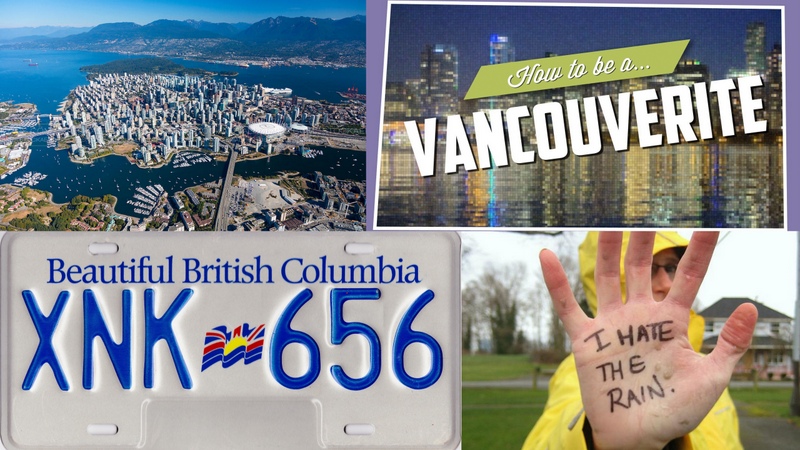 How to be a...
VANCOUVERITE
Beautiful British Columbia
XNK 656
I HATE
THE
RAIN.